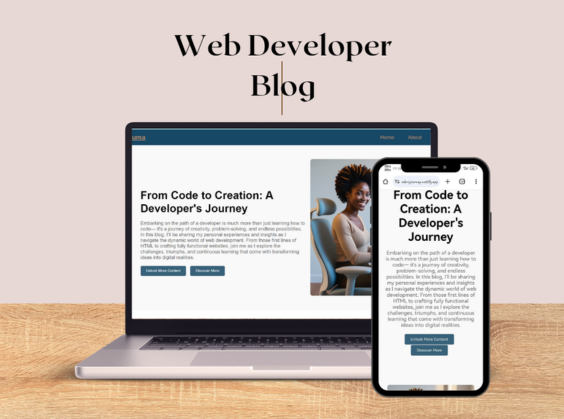 Web Developer
Blog
Home About
From Code to Creation: A
Developer's Journey
Embarking on the path of a developer is much more than just learning how to
code— it's a journey of creativity, problem-solving, and endless possibilities.
In this blog, I'll be sharing my personal experiences and insights as I
navigate the dynamic world of web development. From those first lines of
HTML to crafting fully functional websites, join me as I explore the
challenges, triumphs, and continuous learning that come with transforming
ideas into digital realities.
Unlock More Content Discover More
From Code to
Creation: A
Developer's
Journey
Embarking on the path of a developer
is much more than just learning how to
code— it's a journey of creativity,
problem-solving, and endless
possibilities. In this blog, I'll be sharing
my personal experiences and insights
as I navigate the dynamic world of web
development. From those first lines of
HTML to crafting fully functional
websites, join me as I explore the
challenges, triumphs, and continuous
learning that come with transforming
ideas into digital realities.
Unlock More Content
Discover More